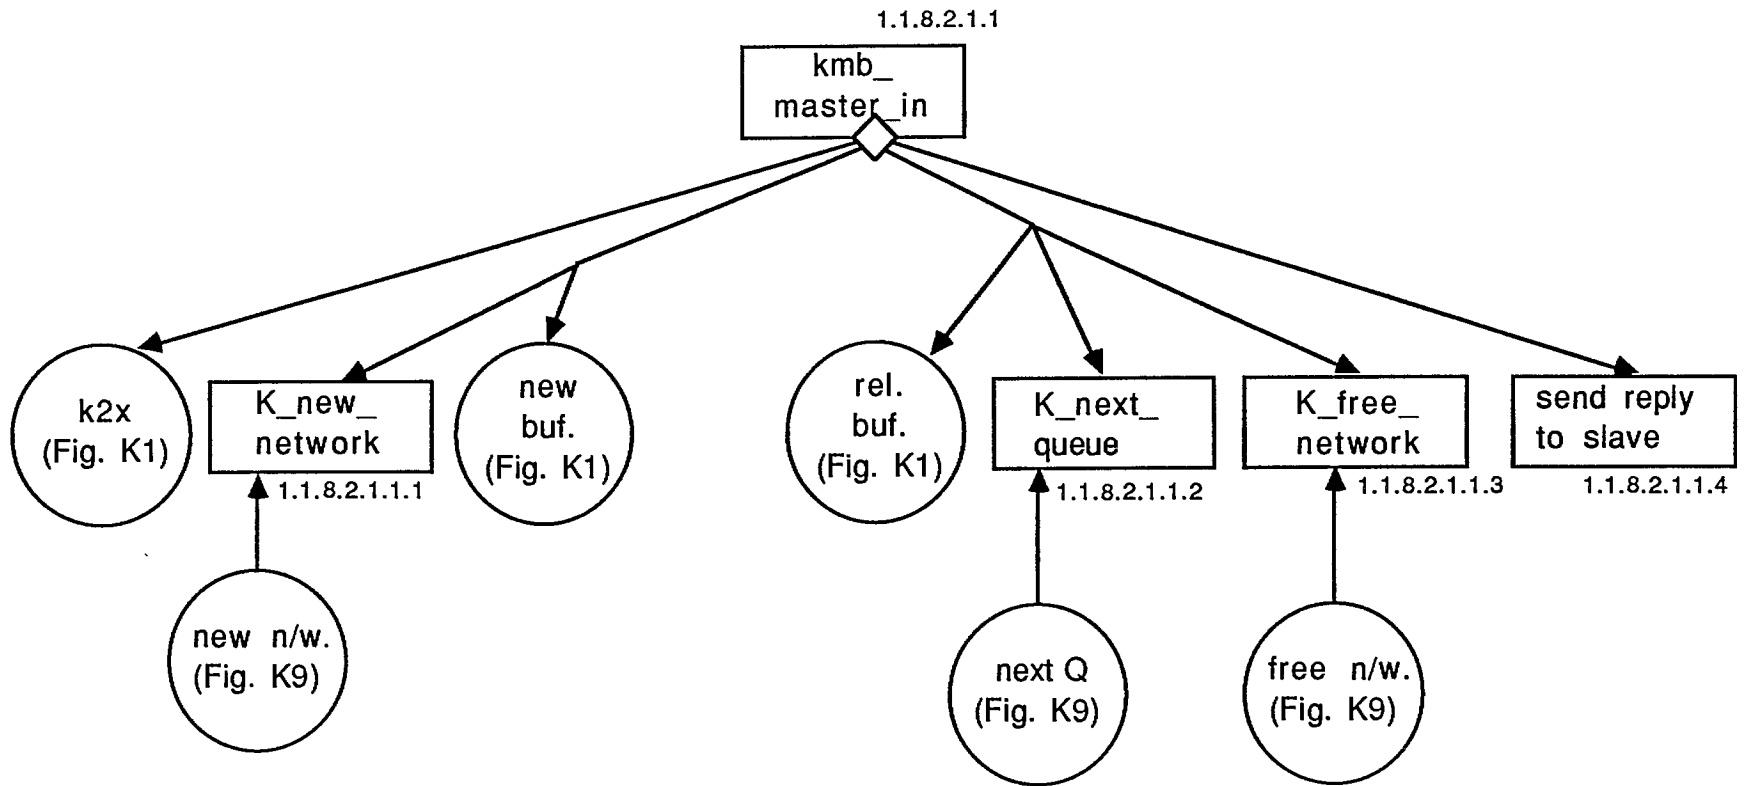 1.1.8.2.1.1
kmb_
master_in
k2x
(Fig. K1)
K_new_
network
1.1.8.2.1.1.1
new
buf.
(Fig. K1)
rel.
buf.
(Fig. K1)
K_next_
queue
1.1.8.2.1.1.2
K_free_
network
1.1.8.2.1.1.3
send reply
to slave
1.1.8.2.1.1.4
new n/w.
(Fig. K9)
next Q
(Fig. K9)
free n/w.
(Fig. K9)